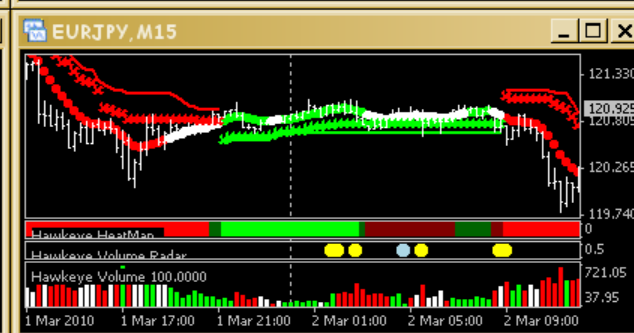 EURJPY,M15
121.330
120.925
120.805
120.265
119.740
Hawkeye HeatMap
0
Hawkeye Volume Radar
0.5
Hawkeye Volume 100.0000
721.05
37.95
1 Mar 2010 1 Mar 17:00 1 Mar 21:00 2 Mar 01:00 2 Mar 05:00 2 Mar 09:00